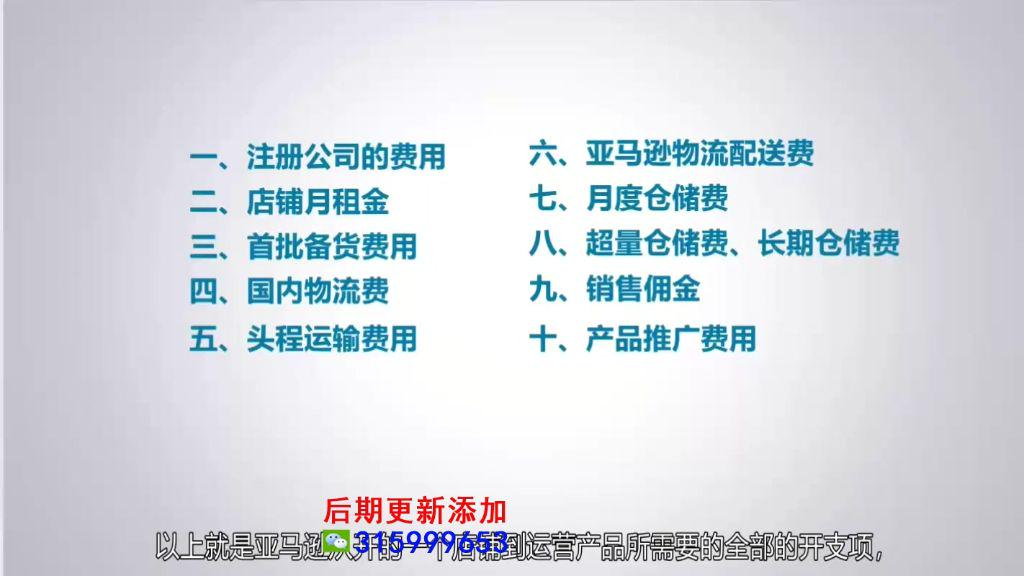 一、注册公司的费用
二、店铺月租金
三、首批备货费用
四、国内物流费
五、头程运输费用
六、亚马逊物流配送费
七、月度仓储费
八、超量仓储费、长期仓储费
九、销售佣金
十、产品推广费用
后期更新添加
315999653
以上就是亚马逊从开的一个店铺到运营产品所需要的全部的开支项，